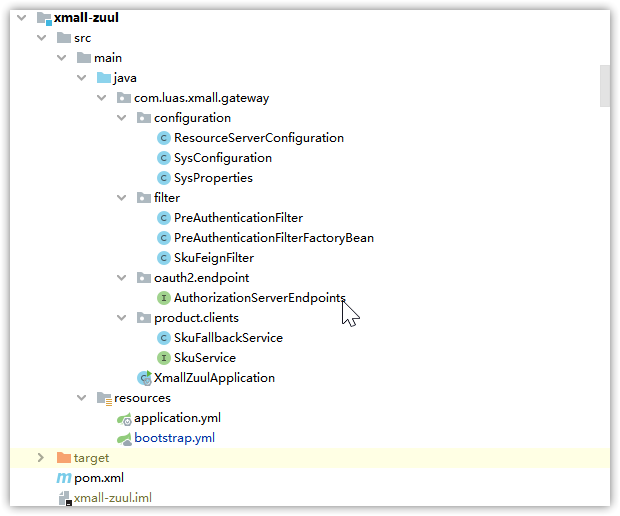 xmall-zuul
src
main
java
com.luas.xmall.gateway
configuration
ResourceServerConfiguration
SysConfiguration
SysProperties
filter
PreAuthenticationFilter
PreAuthenticationFilterFactoryBean
SkuFeignFilter
oauth2.endpoint
AuthorizationServerEndpoints
product.clients
SkuFallbackService
SkuService
XmallZuulApplication
resources
application.yml
bootstrap.yml
target
pom.xml
xmall-zuul.iml